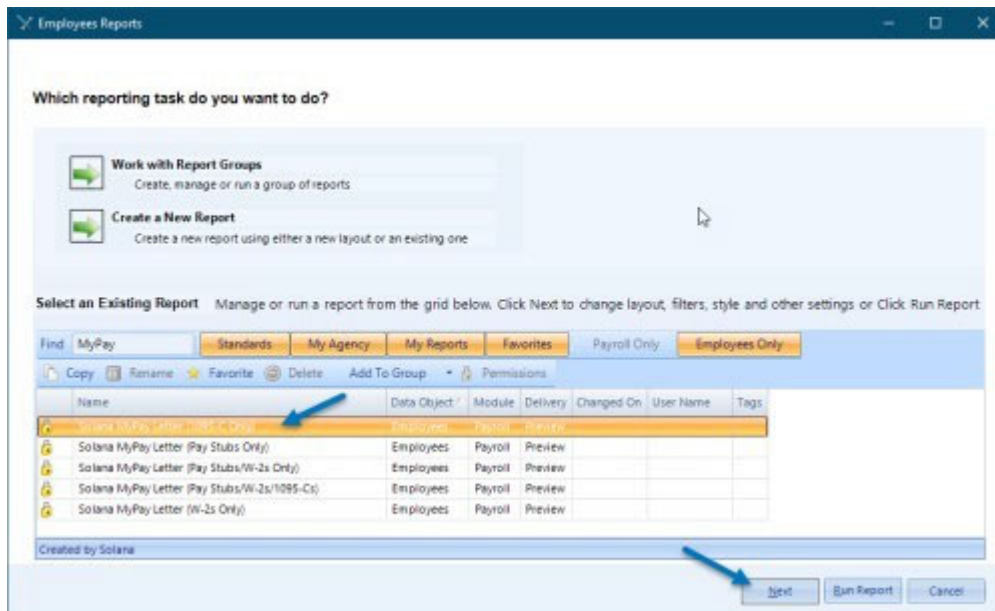 Employees Reports
Which reporting task do you want to do?
Work with Report Groups
Create, manage or run a group of reports
Create a New Report
Create a new report using either a new layout or an existing one
Select an Existing Report Manage or run a report from the grid below. Click Next to change layout, filters, style and other settings or Click Run Report
Find MyPay Standards My Agency My Reports Favorites Payroll Only Employees Only
Copy Rename Favorite Delete Add To Group Permissions
Name Data Object Module Delivery Changed On User Name Tags
Solana MyPay Letter (1095-C Only) Employees Payroll Preview
Solana MyPay Letter (Pay Stubs Only) Employees Payroll Preview
Solana MyPay Letter (Pay Stubs/W-2s Only) Employees Payroll Preview
Solana MyPay Letter (Pay Stubs/W-2s/1095-Cs) Employees Payroll Preview
Solana MyPay Letter (W-2s Only) Employees Payroll Preview
Created by Solana
Next Run Report Cancel